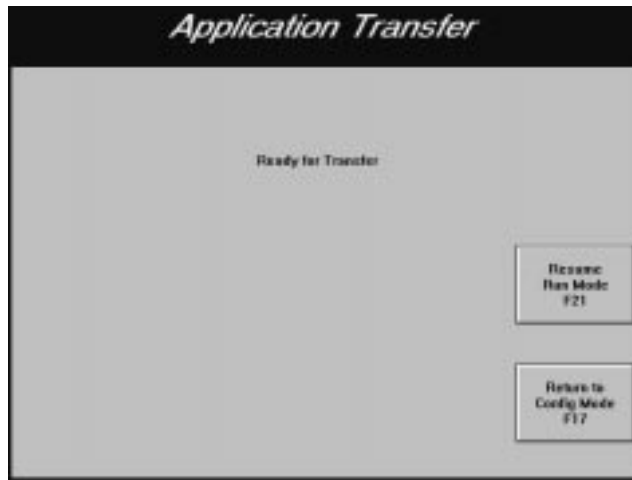 Application Transfer
Ready for Transfer
Resume
Run Mode
F21
Return to
Config Mode
F17